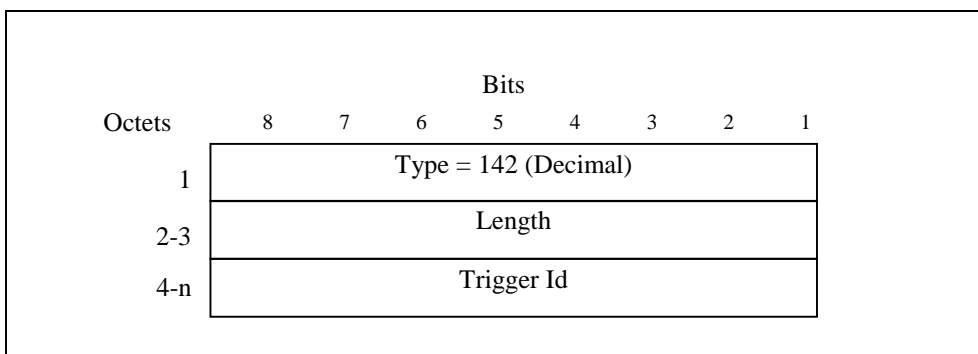 Bits
Octets 8 7 6 5 4 3 2 1
1 Type = 142 (Decimal)
2-3 Length
4-n Trigger Id